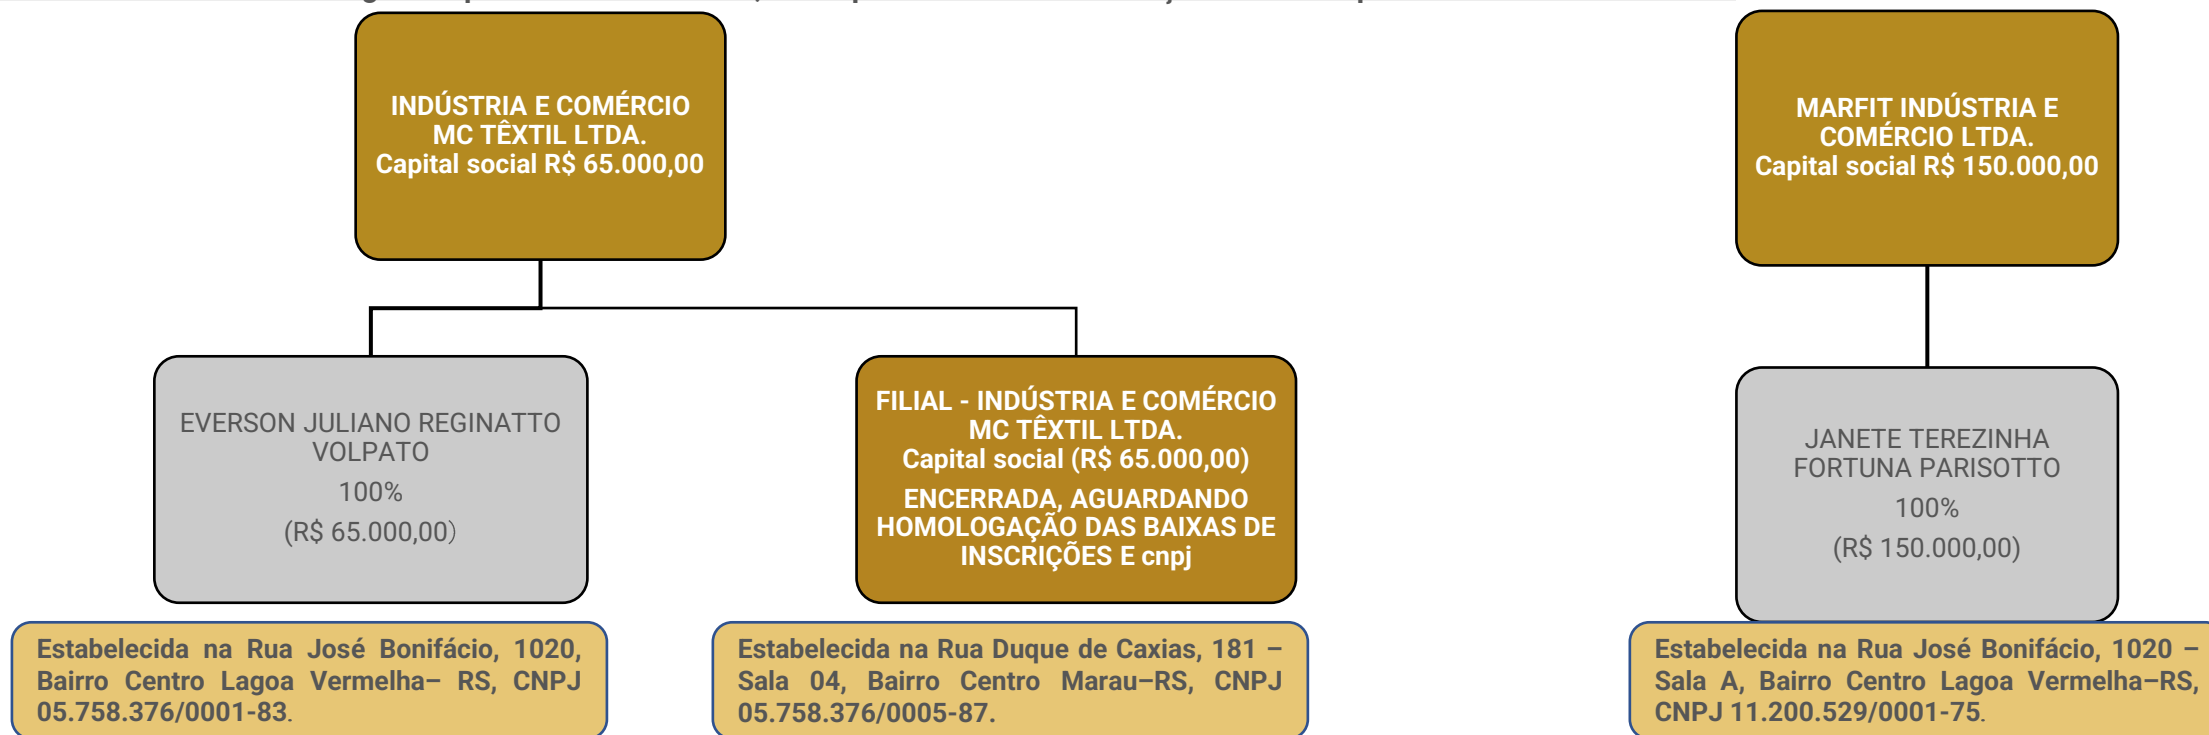 INDÚSTRIA E COMÉRCIO
MC TÊXTIL LTDA.
Capital social R$ 65.000,00
MARFIT INDÚSTRIA E
COMÉRCIO LTDA.
Capital social R$ 150.000,00
EVERSON JULIANO REGINATTO
VOLPATO
100%
(R$ 65.000,00)
FILIAL - INDÚSTRIA E COMÉRCIO
MC TÊXTIL LTDA.
Capital social (R$ 65.000,00)
ENCERRADA, AGUARDANDO
HOMOLOGAÇÃO DAS BAIXAS DE
INSCRIÇÕES E cnpj
JANETE TEREZINHA
FORTUNA PARISOTTO
100%
(R$ 150.000,00)
Estabelecida na Rua José Bonifácio, 1020,
Bairro Centro Lagoa Vermelha– RS, CNPJ
05.758.376/0001-83.
Estabelecida na Rua Duque de Caxias, 181 –
Sala 04, Bairro Centro Marau–RS, CNPJ
05.758.376/0005-87.
Estabelecida na Rua José Bonifácio, 1020 –
Sala A, Bairro Centro Lagoa Vermelha–RS,
CNPJ 11.200.529/0001-75.